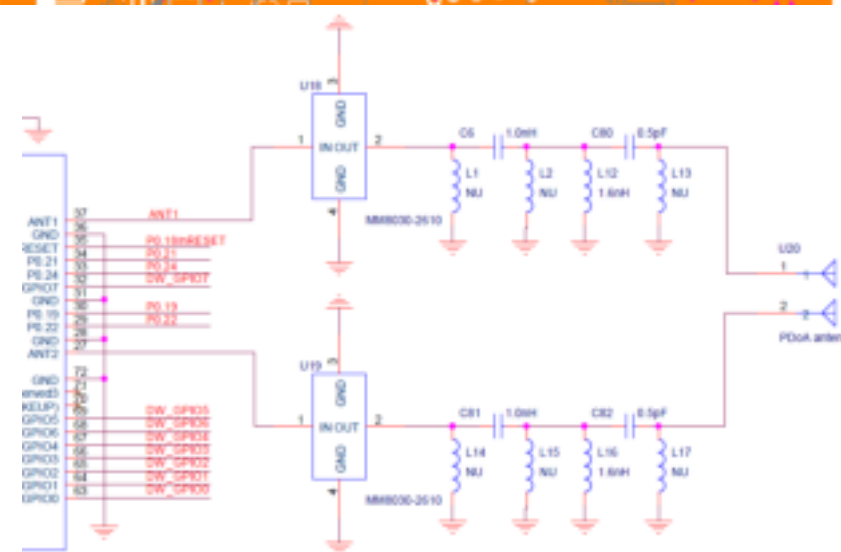 U18
3
GND
1
IN OUT
2
GND
4
MM8030-2610
C6
1.0nH
C80
0.5pF
L1
NU
L2
NU
L12
1.6nH
L13
NU
ANT1
37
ANT1
GND
36
RESET
35
P0.18/nRESET
P0.21
34
P0.21
P0.24
33
P0.24
GPIO7
32
DW_GPIO7
GND
31
P0.19
30
P0.19
P0.22
29
P0.22
GND
28
ANT2
27
GND
72
71
70
GPIO5
69
DW_GPIO5
GPIO6
68
DW_GPIO6
GPIO4
67
DW_GPIO4
GPIO3
66
DW_GPIO3
GPIO2
65
DW_GPIO2
GPIO1
64
DW_GPIO1
GPIO0
63
DW_GPIO0
U20
1
1
2
2
PDoA anten
U19
3
GND
1
IN OUT
2
GND
4
MM8030-2610
C81
1.0nH
C82
0.5pF
L14
NU
L15
NU
L16
1.6nH
L17
NU